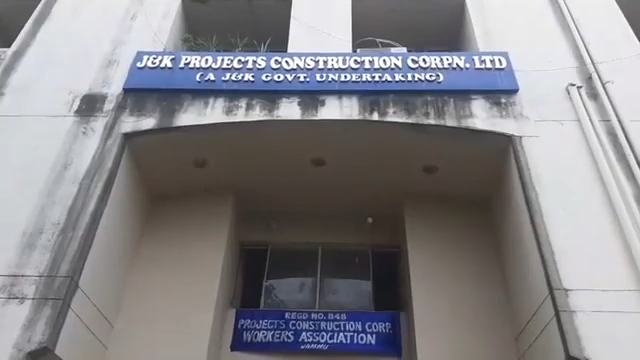 J&K PROJECTS CONSTRUCTION CORPN. LTD
(A J&K GOVT. UNDERTAKING)
REGD NO. 848
PROJECTS CONSTRUCTION CORP.
WORKERS ASSOCIATION
JAMMU